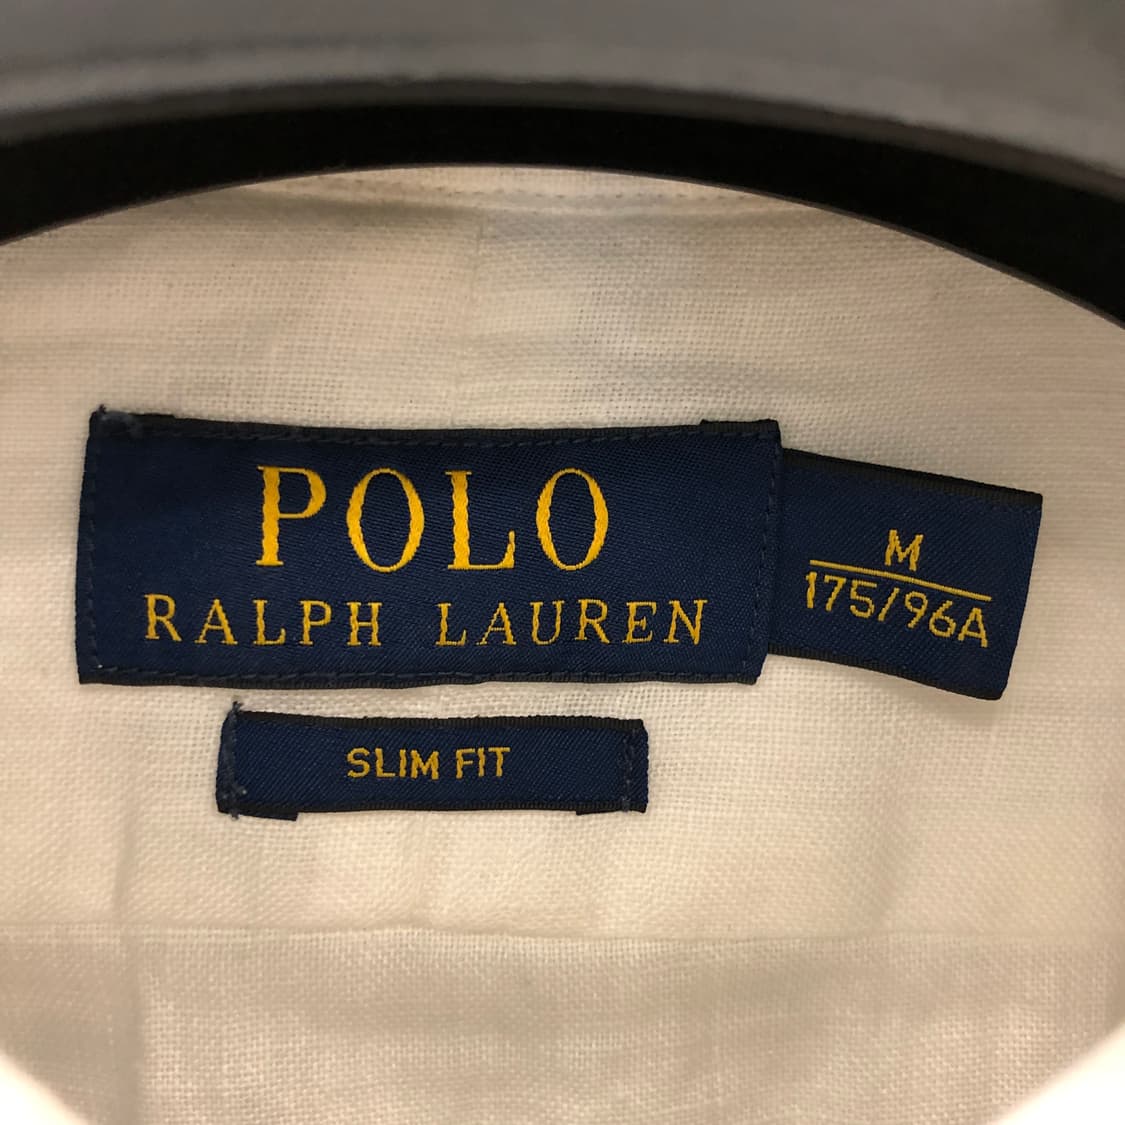 POLO
RALPH LAUREN
M
175/96A
SLIM FIT